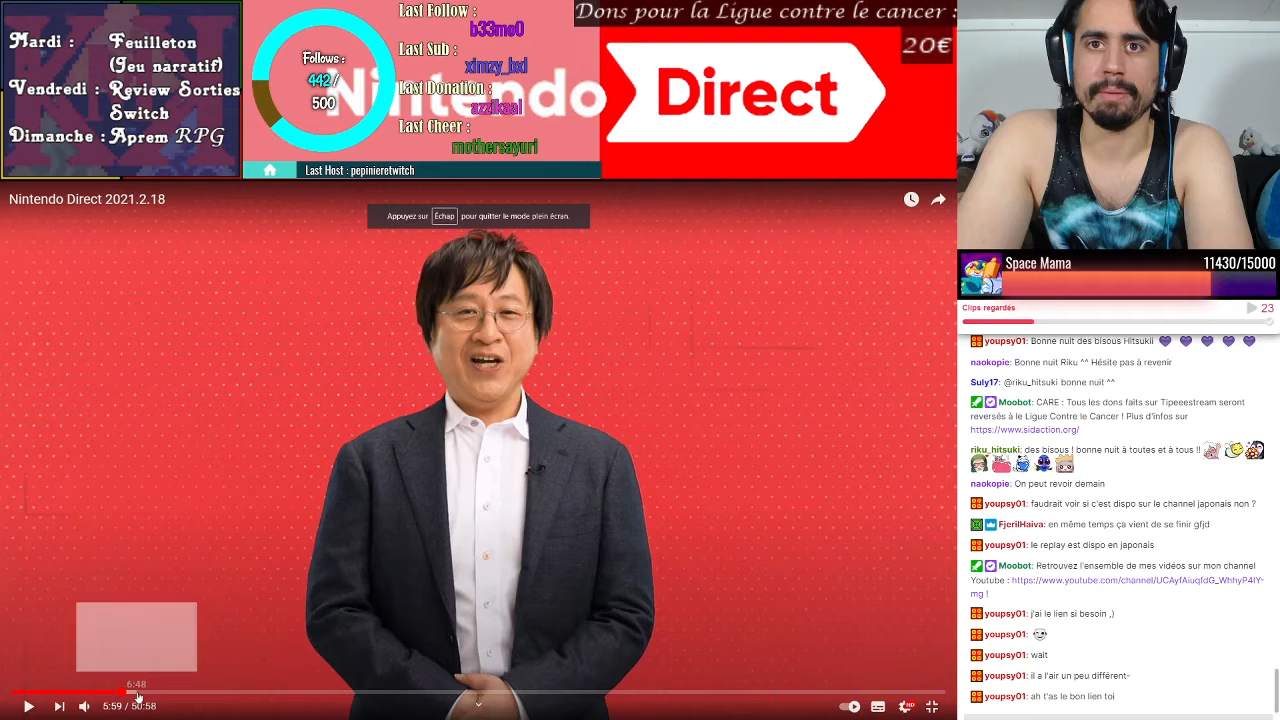 Mardi : Feuilleton
(Jeu narratif)
Vendredi : Review Sorties
Switch
Dimanche : Aprem RPG
Follows :
442 /
500
Last Follow :
b33mo0
Last Sub :
ximzy_lxd
Last Donation :
azzikaal
Last Cheer :
mothersayuri
Last Host : pepinieretwitch
Nintendo Direct
Dons pour la Ligue contre le cancer :
20€
Nintendo Direct 2021.2.18
Appuyez sur Échap pour quitter le mode plein écran.
6:48
5:59 / 50:58
HD
Space Mama 11430/15000
Clips regardés 23
youpsy01: Bonne nuit des bisous Hitsukii
naokopie: Bonne nuit Riku ^^ Hésite pas à revenir
Suly17: @riku_hitsuki bonne nuit ^^
Moobot: CARE : Tous les dons faits sur Tipeeestream seront
reversés à le Ligue Contre le Cancer ! Plus d'infos sur
https://www.sidaction.org/
riku_hitsuki: des bisous ! bonne nuit à toutes et à tous !!
naokopie: On peut revoir demain
youpsy01: faudrait voir si c'est dispo sur le channel japonais non ?
FjerilHaiva: en même temps ça vient de se finir gfjd
youpsy01: le replay est dispo en japonais
Moobot: Retrouvez l'ensemble de mes vidéos sur mon channel
Youtube : https://www.youtube.com/channel/UCAyfAiuqfdG_WhhyP4IY-
mg !
youpsy01: j'ai le lien si besoin ,)
youpsy01:
youpsy01: wait
youpsy01: il a l'air un peu différent-
youpsy01: ah t'as le bon lien toi